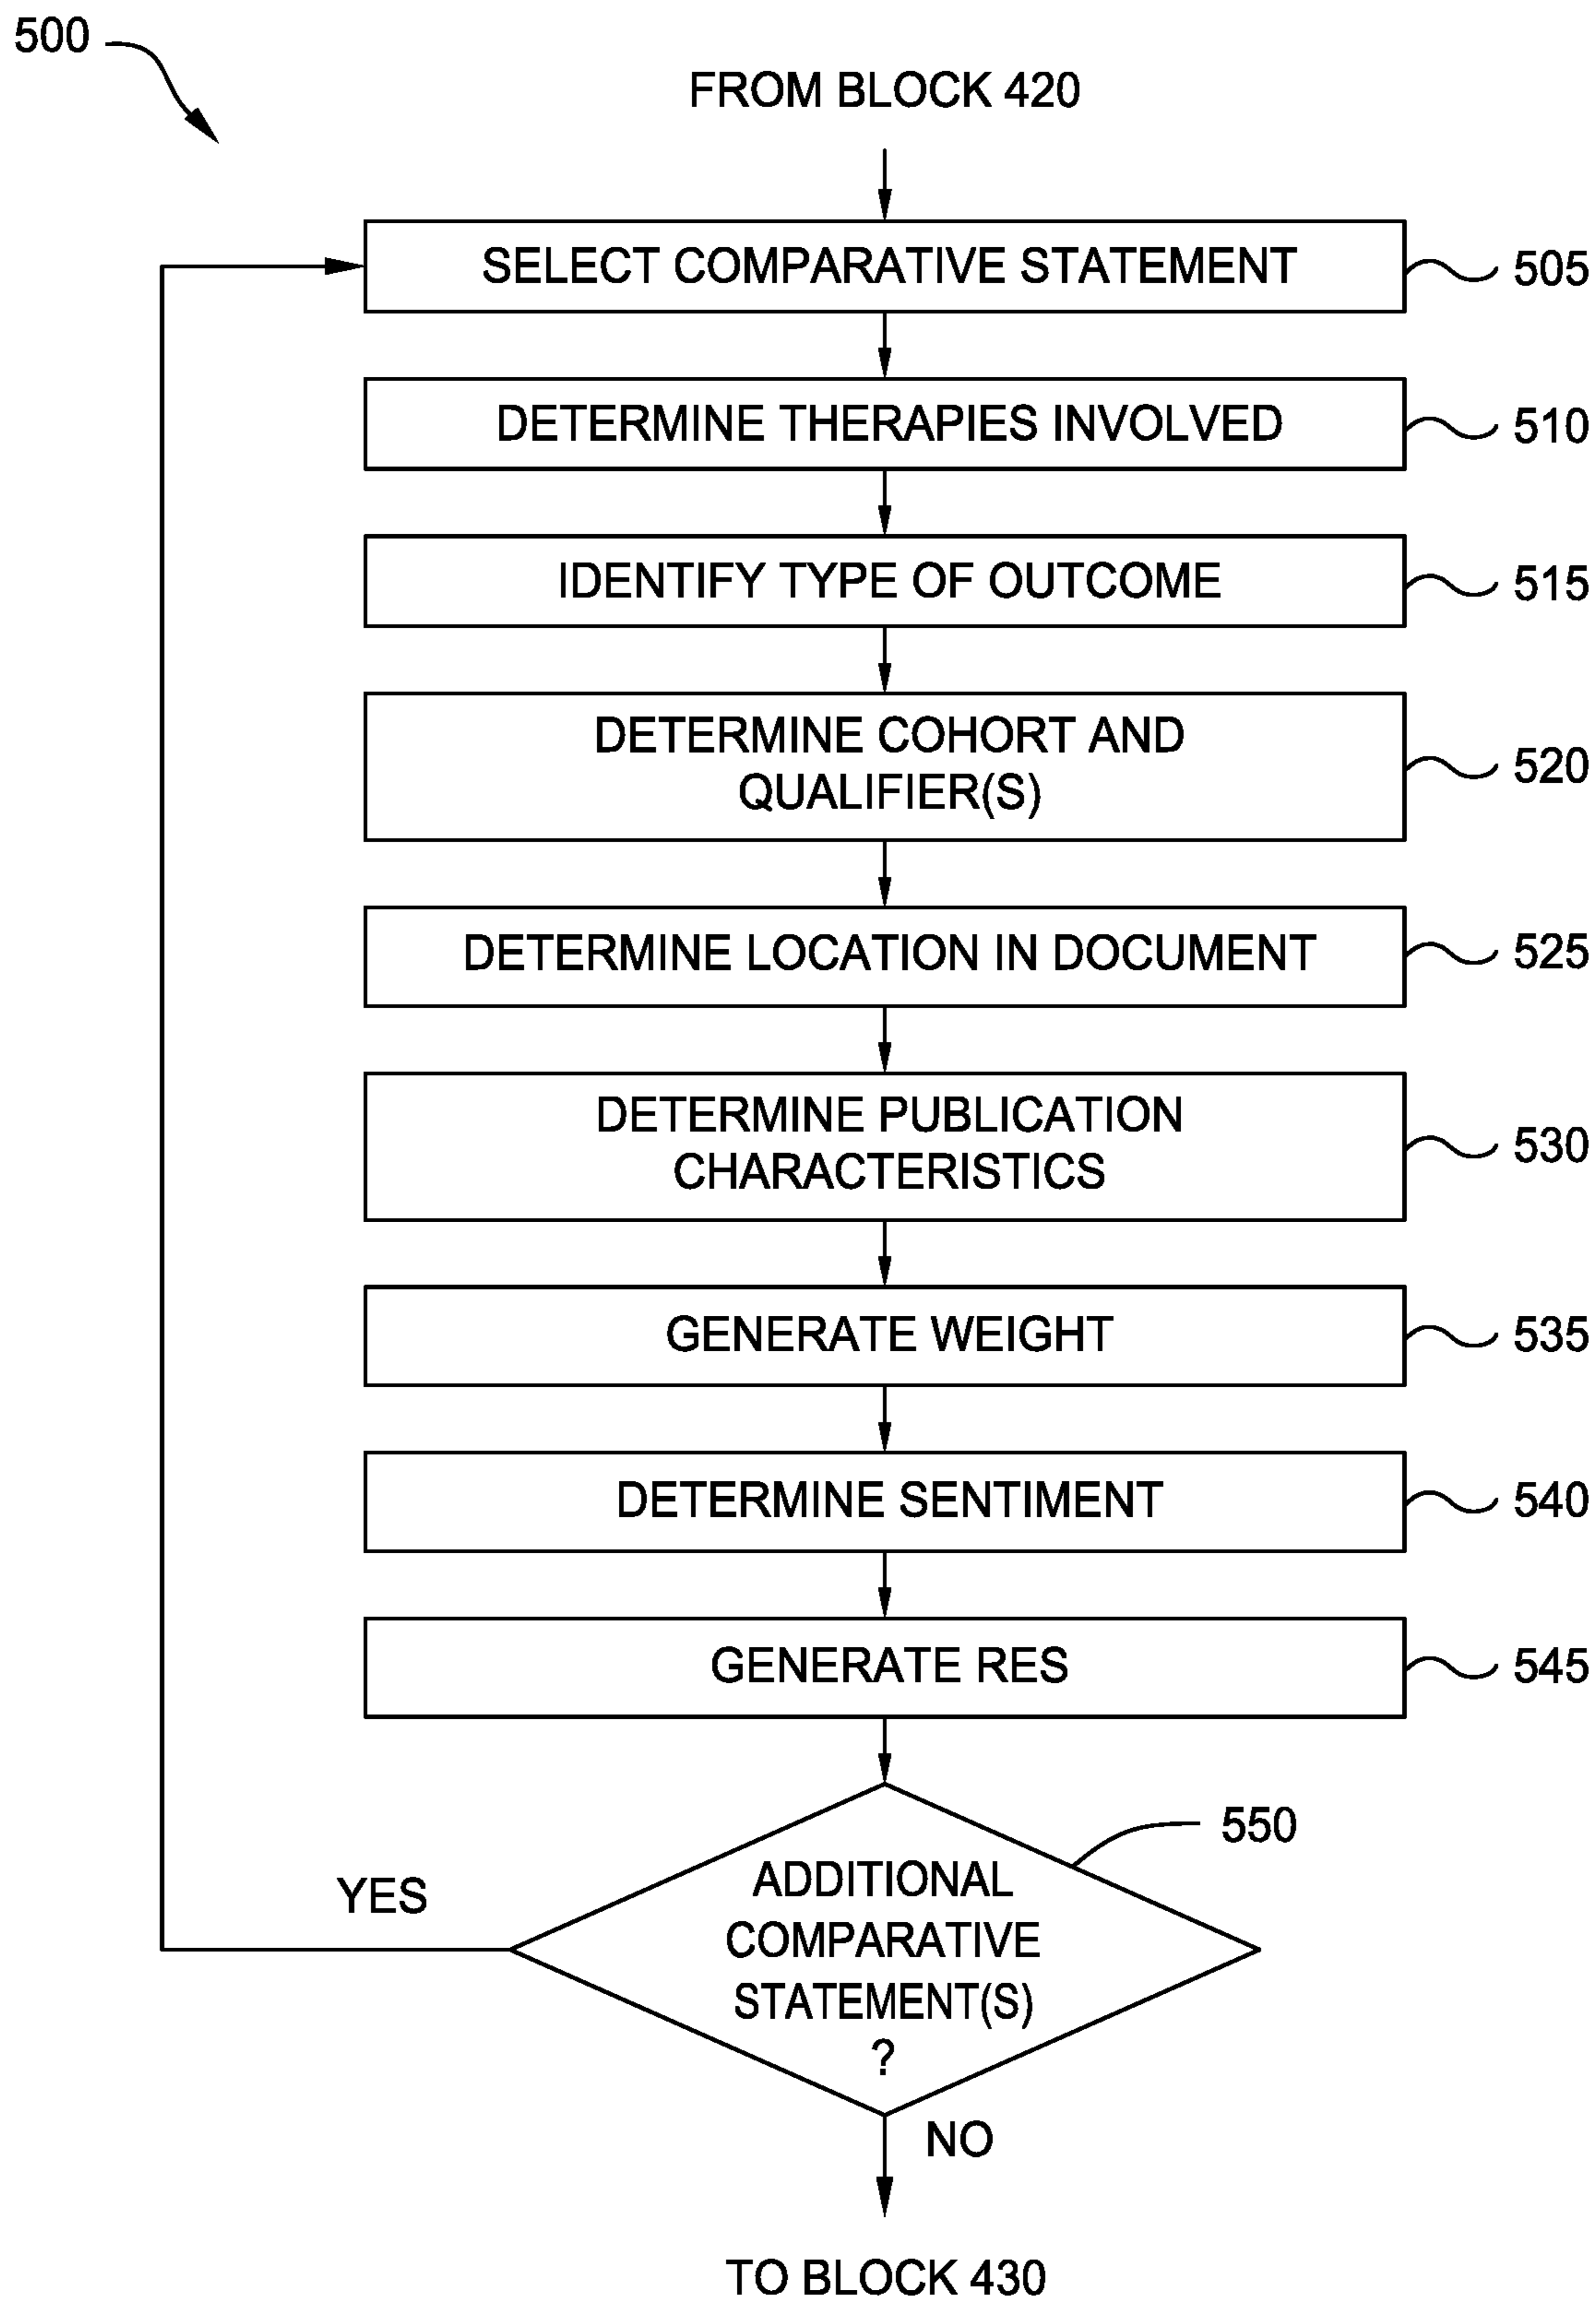 500
FROM BLOCK 420
SELECT COMPARATIVE STATEMENT
505
DETERMINE THERAPIES INVOLVED
510
IDENTIFY TYPE OF OUTCOME
515
DETERMINE COHORT AND
QUALIFIER(S)
520
DETERMINE LOCATION IN DOCUMENT
525
DETERMINE PUBLICATION
CHARACTERISTICS
530
GENERATE WEIGHT
535
DETERMINE SENTIMENT
540
GENERATE RES
545
550
ADDITIONAL
COMPARATIVE
STATEMENT(S)
?
YES
NO
TO BLOCK 430